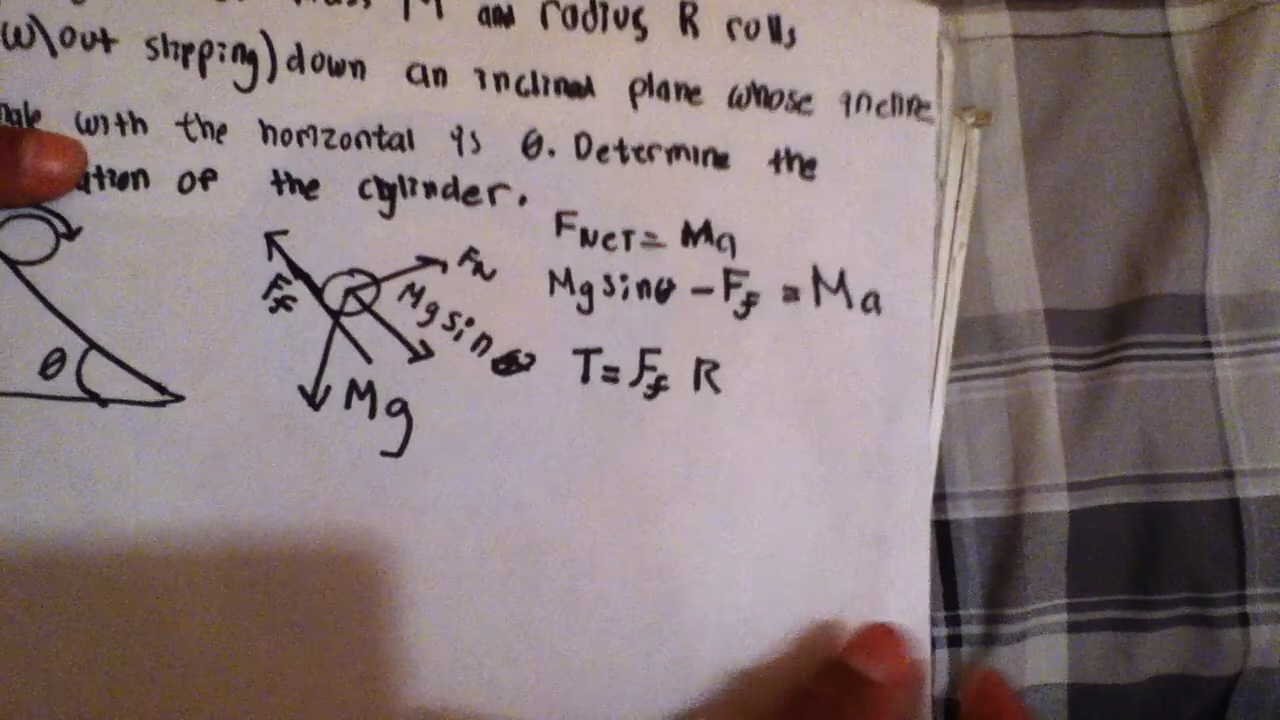 M and radius R rolls
w\out slipping) down an inclined plane whose incline
with the horizontal is θ. Determine the
of the cylinder.
FNET = Ma
Mg sinθ - Ff = Ma
T = Ff R
Ff
FN
Mg sin
Mg
θ